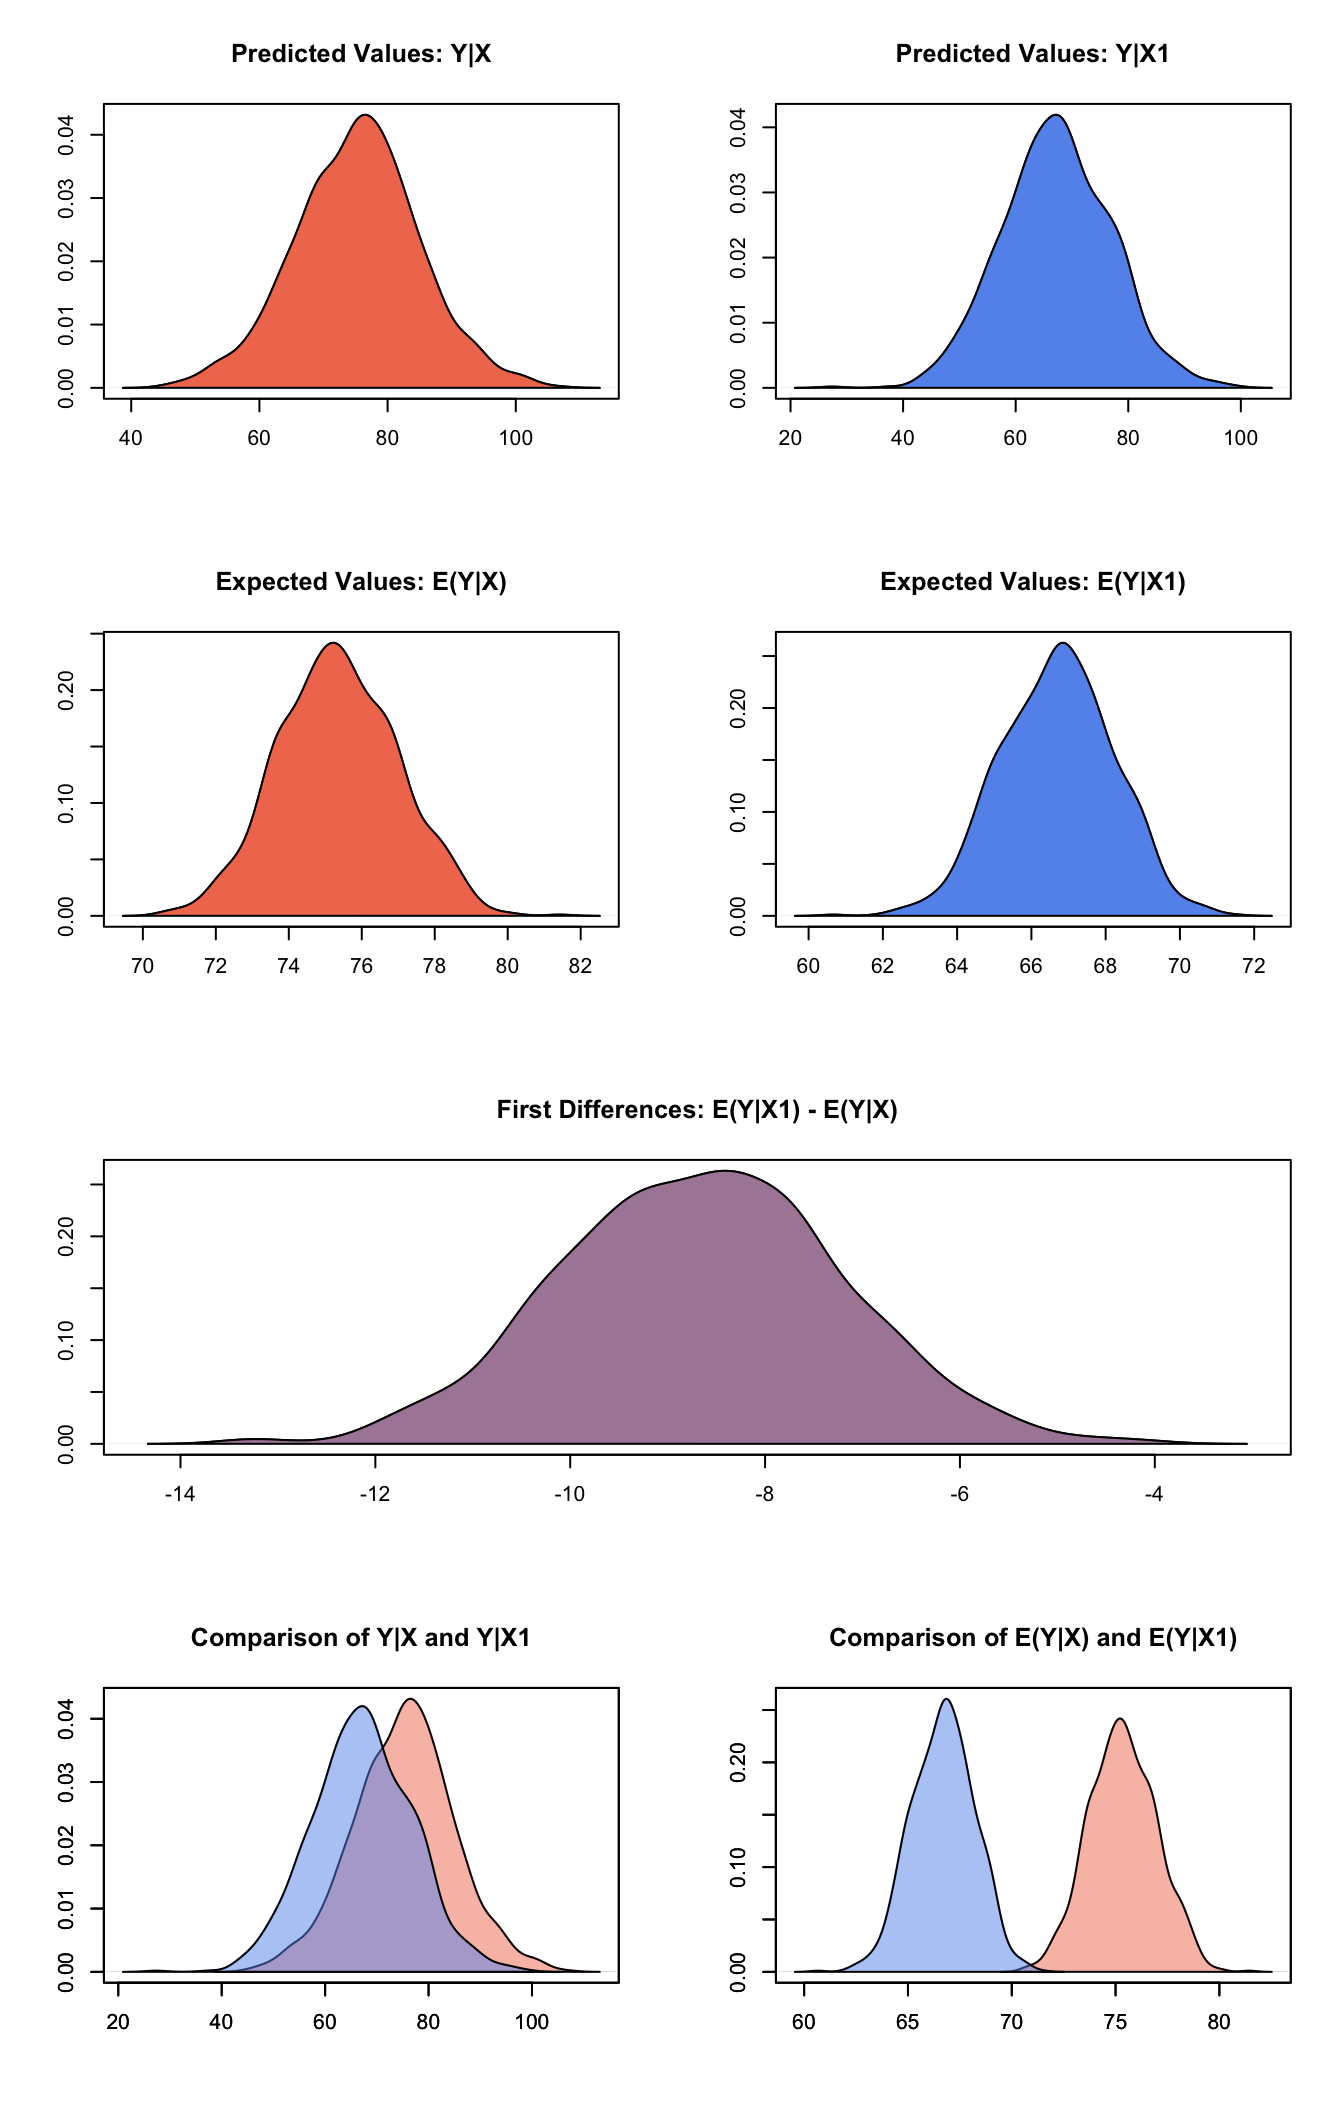 Predicted Values: Y|X
0.00 0.01 0.02 0.03 0.04
40 60 80 100
Predicted Values: Y|X1
0.00 0.01 0.02 0.03 0.04
20 40 60 80 100
Expected Values: E(Y|X)
0.00 0.10 0.20
70 72 74 76 78 80 82
Expected Values: E(Y|X1)
0.00 0.10 0.20
60 62 64 66 68 70 72
First Differences: E(Y|X1) - E(Y|X)
0.00 0.10 0.20
-14 -12 -10 -8 -6 -4
Comparison of Y|X and Y|X1
0.00 0.01 0.02 0.03 0.04
20 40 60 80 100
Comparison of E(Y|X) and E(Y|X1)
0.00 0.10 0.20
60 65 70 75 80